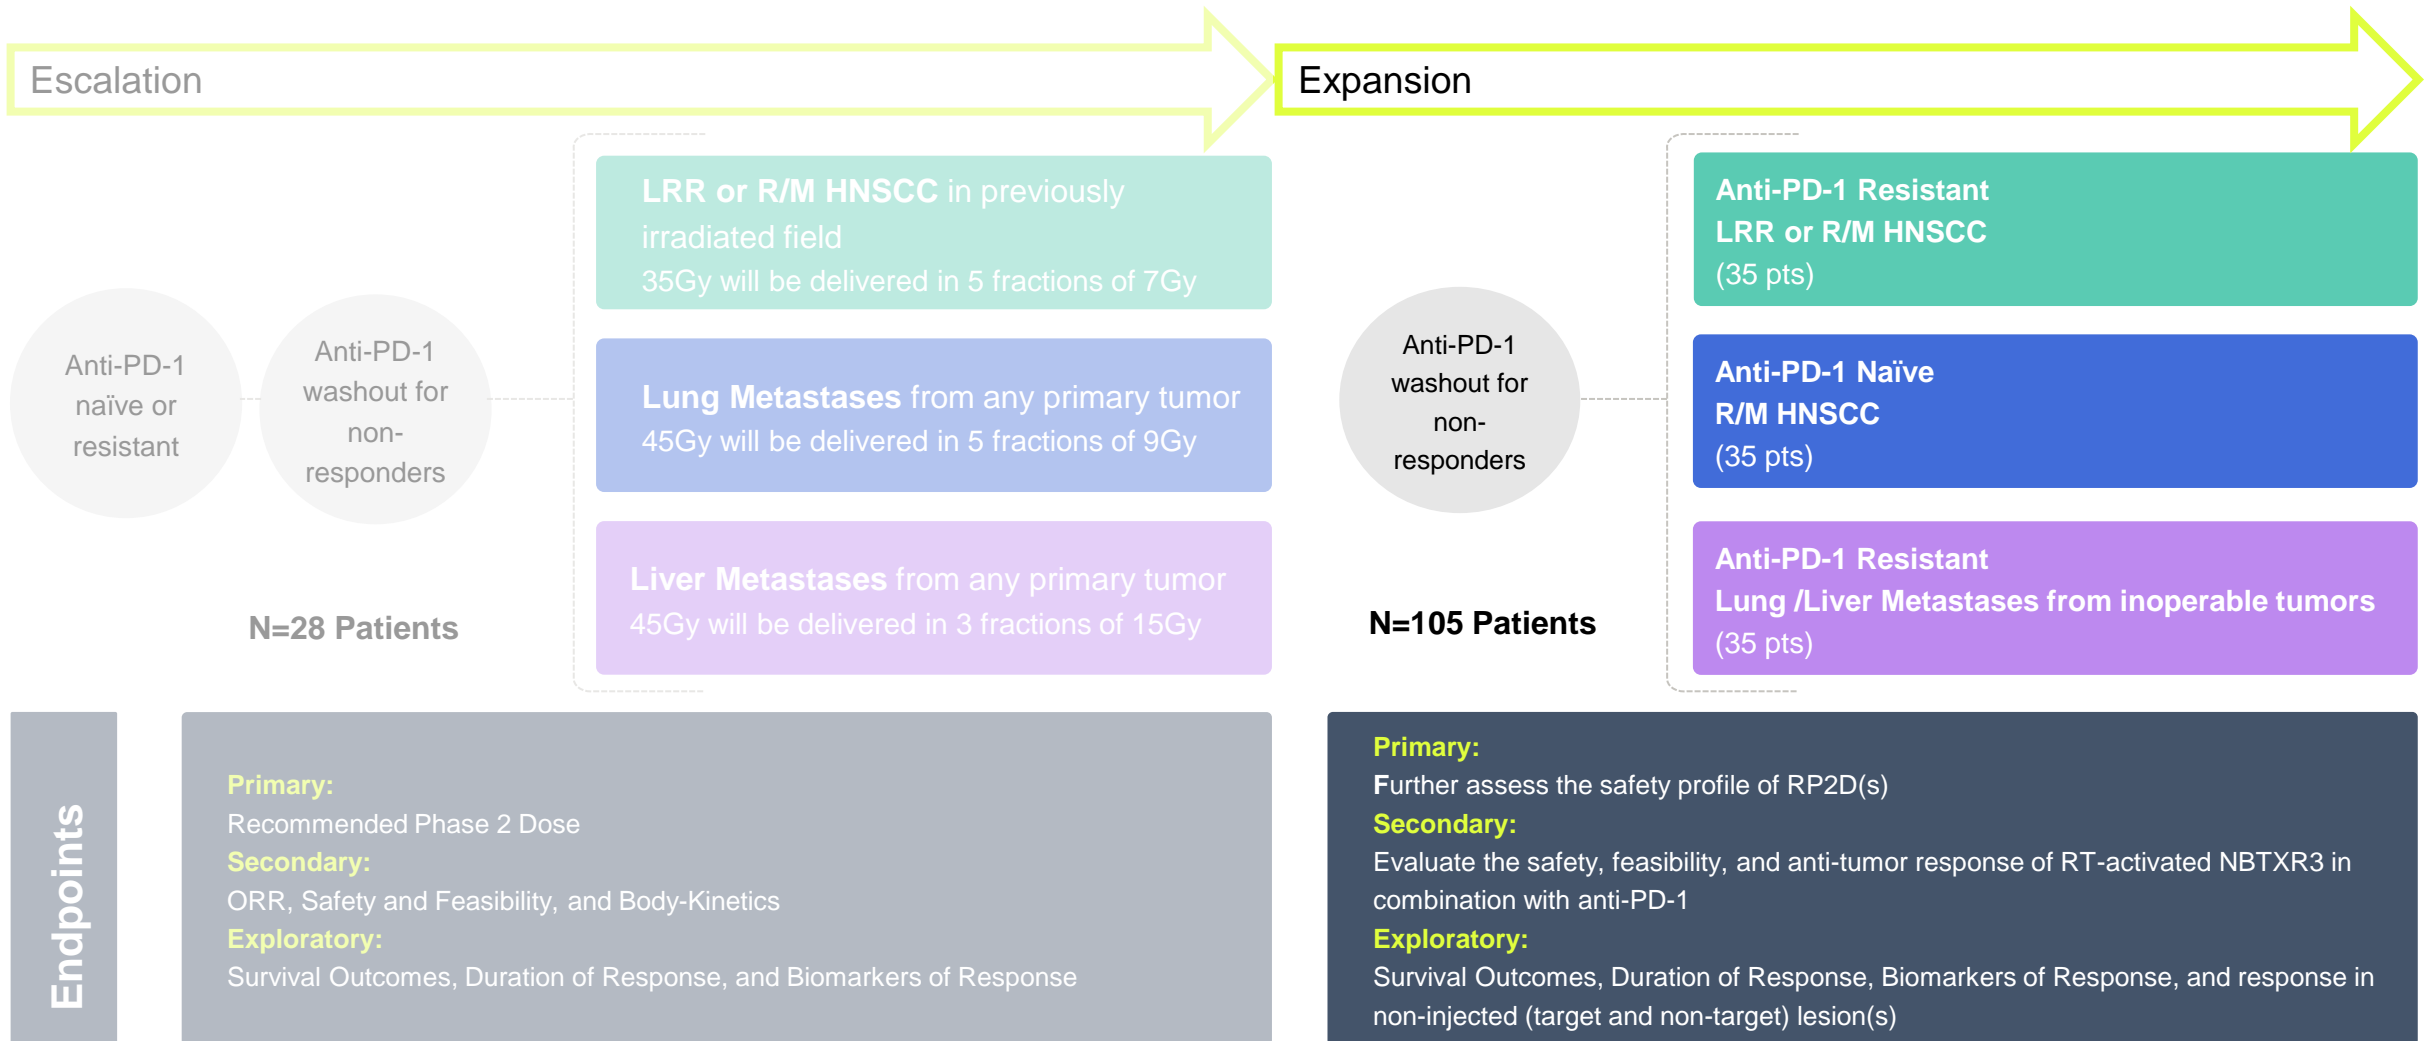 Escalation
Expansion
Anti-PD-1
naïve or
resistant
Anti-PD-1
washout for
non-
responders
N=28 Patients
LRR or R/M HNSCC in previously
irradiated field
35Gy will be delivered in 5 fractions of 7Gy
Lung Metastases from any primary tumor
45Gy will be delivered in 5 fractions of 9Gy
Liver Metastases from any primary tumor
45Gy will be delivered in 3 fractions of 15Gy
Anti-PD-1
washout for
non-
responders
N=105 Patients
Anti-PD-1 Resistant
LRR or R/M HNSCC
(35 pts)
Anti-PD-1 Naïve
R/M HNSCC
(35 pts)
Anti-PD-1 Resistant
Lung /Liver Metastases from inoperable tumors
(35 pts)
Endpoints
Primary:
Recommended Phase 2 Dose
Secondary:
ORR, Safety and Feasibility, and Body-Kinetics
Exploratory:
Survival Outcomes, Duration of Response, and Biomarkers of Response
Primary:
Further assess the safety profile of RP2D(s)
Secondary:
Evaluate the safety, feasibility, and anti-tumor response of RT-activated NBTXR3 in
combination with anti-PD-1
Exploratory:
Survival Outcomes, Duration of Response, Biomarkers of Response, and response in
non-injected (target and non-target) lesion(s)